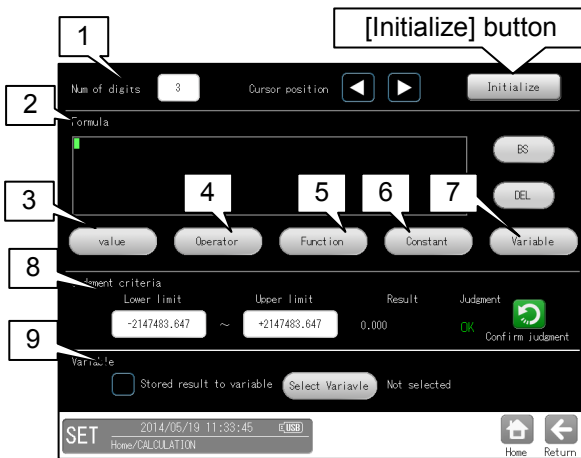 [Initialize] button
1
Num of digits 3 Cursor position Initialize
2
Formula
BS
DEL
3 4 5 6 7
value Operator Function Constant Variable
8
Judgment criteria
Lower limit Upper limit Result Judgment
-2147483.647 ~ +2147483.647 0.000 OK
Confirm judgment
9
Variable
Stored result to variable Select Variavle Not selected
SET 2014/05/19 11:33:45 E:USB
Home/CALCULATION
Home Return